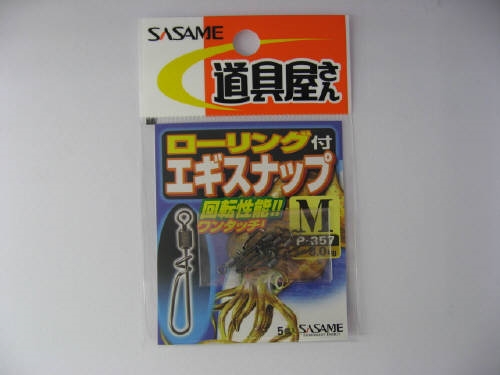 SASAME
道具屋さん
ローリング付
エギスナップ
回転性能!!
ワンタッチ!
M
P-357
SASAME